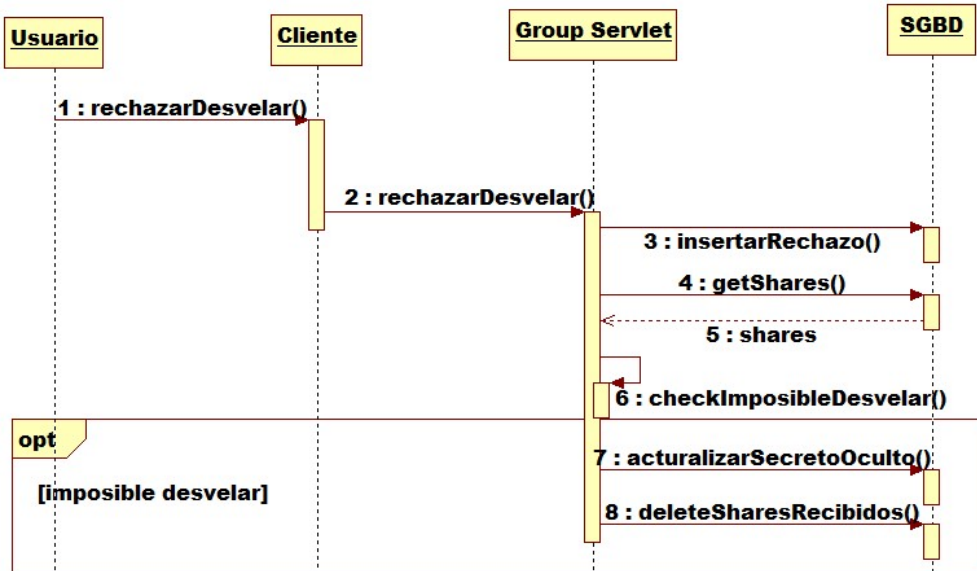 Usuario
Cliente
Group Servlet
SGBD
1 : rechazarDesvelar()
2 : rechazarDesvelar()
3 : insertarRechazo()
4 : getShares()
5 : shares
6 : checkImposibleDesvelar()
opt
7 : acturalizarSecretoOculto()
[imposible desvelar]
8 : deleteSharesRecibidos()